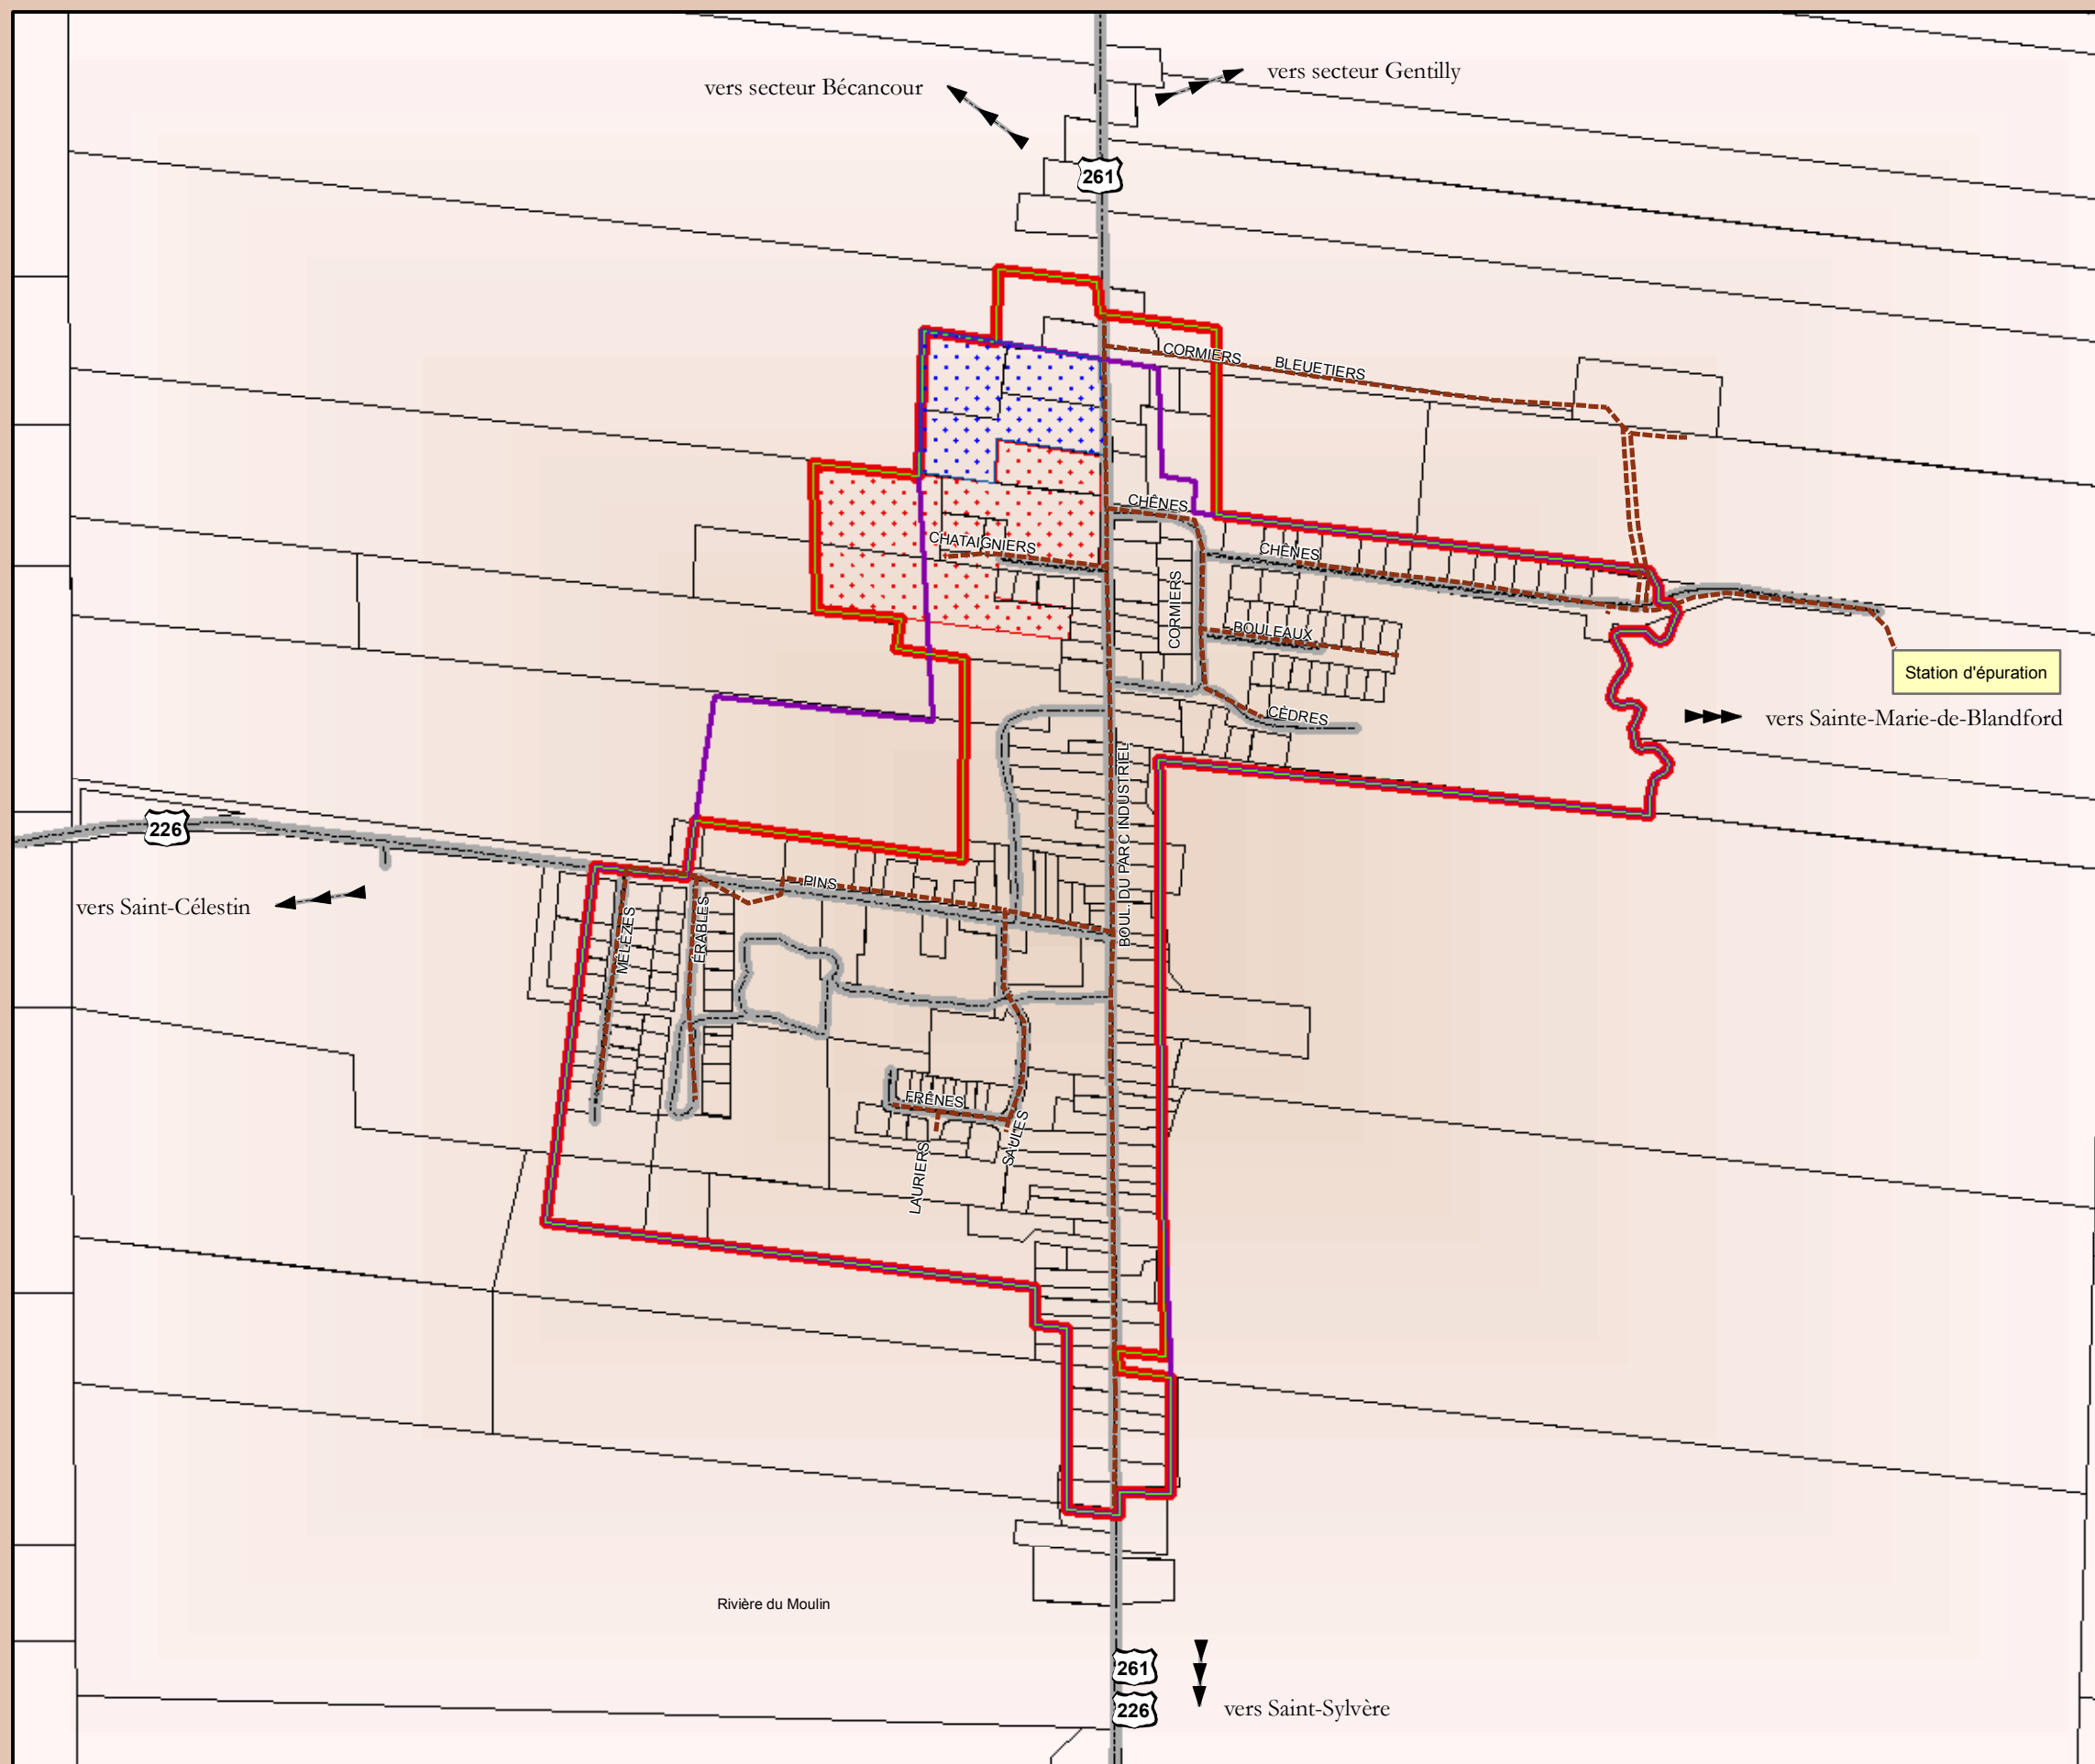 vers secteur Gentilly
vers secteur Bécancour
261
CORMIERS
BLEUETIERS
CHÊNES
CHATAIGNIERS
CHÊNES
CORMIERS
BOULEAUX
Station d'épuration
CÈDRES
vers Sainte-Marie-de-Blandford
BOUL. DU PARC INDUSTRIEL
226
PINS
vers Saint-Célestin
MÉLÈZES
ÉRABLES
FRÊNES
SAULES
LAURIERS
Rivière du Moulin
261
226
vers Saint-Sylvère